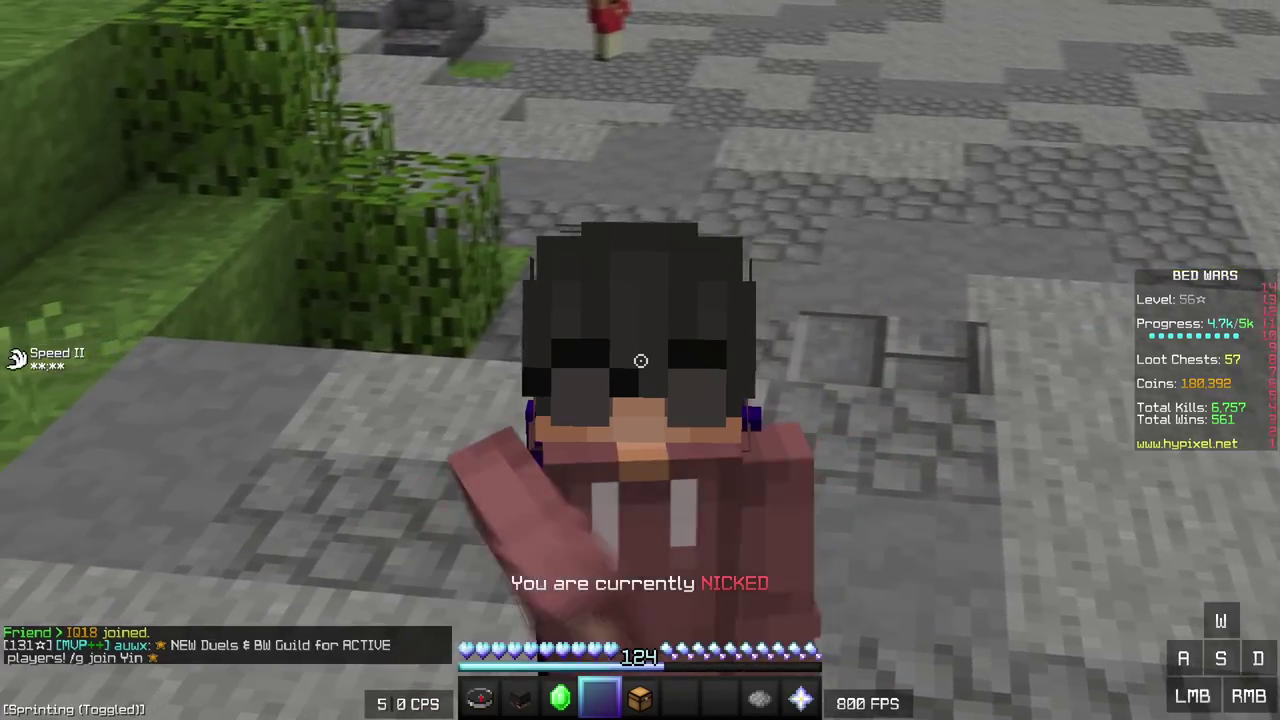 BED WARS
Level: 56☆
Progress: 4.7k/5k
Loot Chests: 57
Coins: 180,392
Total Kills: 6,757
Total Wins: 561
www.hypixel.net
Speed II
**:**
You are currently NICKED
Friend > IQ18 joined.
[131☆] [MVP++] auwx: ★ NEW Duels & BW Guild for ACTIVE
players! /g join Yin ★
[Sprinting (Toggled)]
124
5 | 0 CPS
800 FPS
W
A S D
LMB RMB